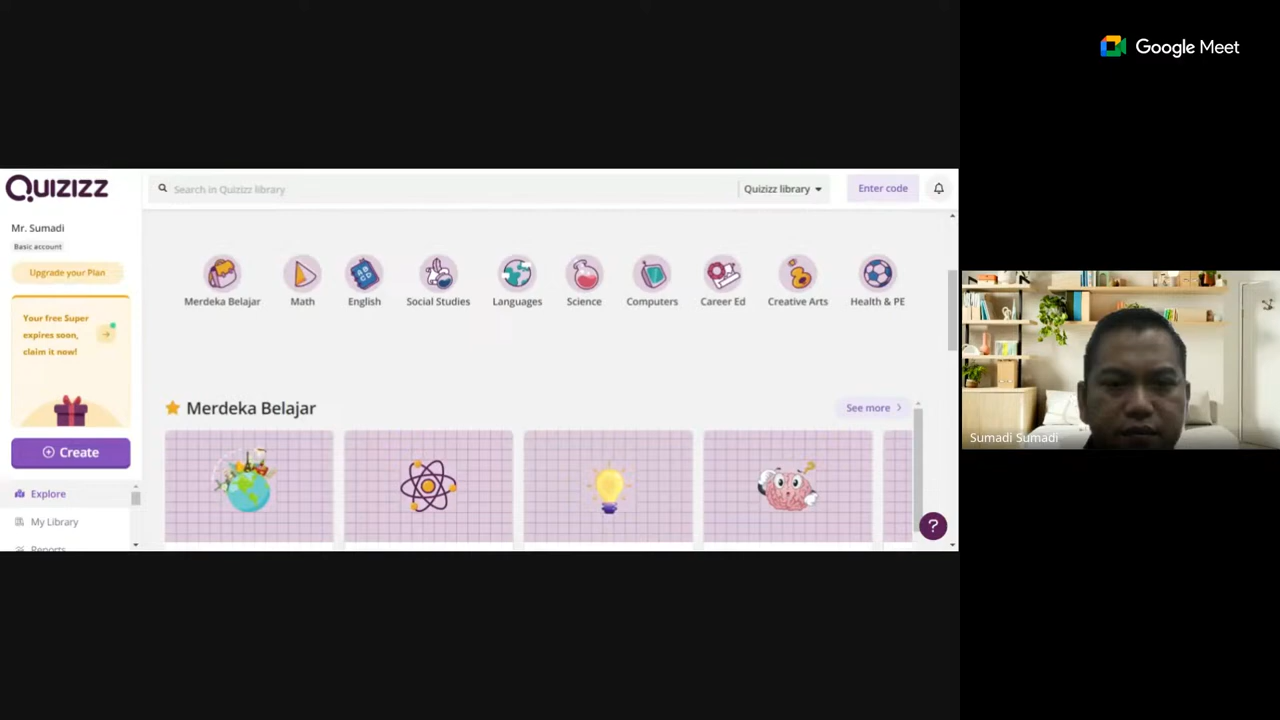 Google Meet
QUIZIZZ
Search in Quizizz library
Quizizz library
Enter code
Mr. Sumadi
Basic account
Upgrade your Plan
Your free Super
expires soon,
claim it now!
Create
Explore
My Library
Reports
Merdeka Belajar
Math
English
Social Studies
Languages
Science
Computers
Career Ed
Creative Arts
Health & PE
Merdeka Belajar
See more
?
Sumadi Sumadi